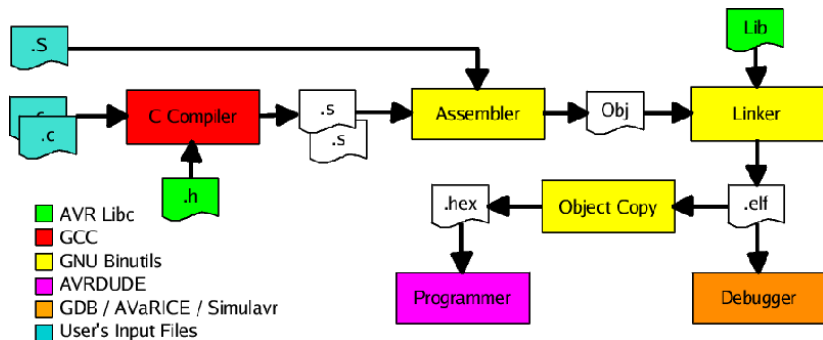 .S
Lib
.c
.c
C Compiler
.s
.s
Assembler
Obj
Linker
.h
.hex
Object Copy
.elf
Programmer
Debugger
AVR Libc
GCC
GNU Binutils
AVRDUDE
GDB / AVaRICE / Simulavr
User's Input Files